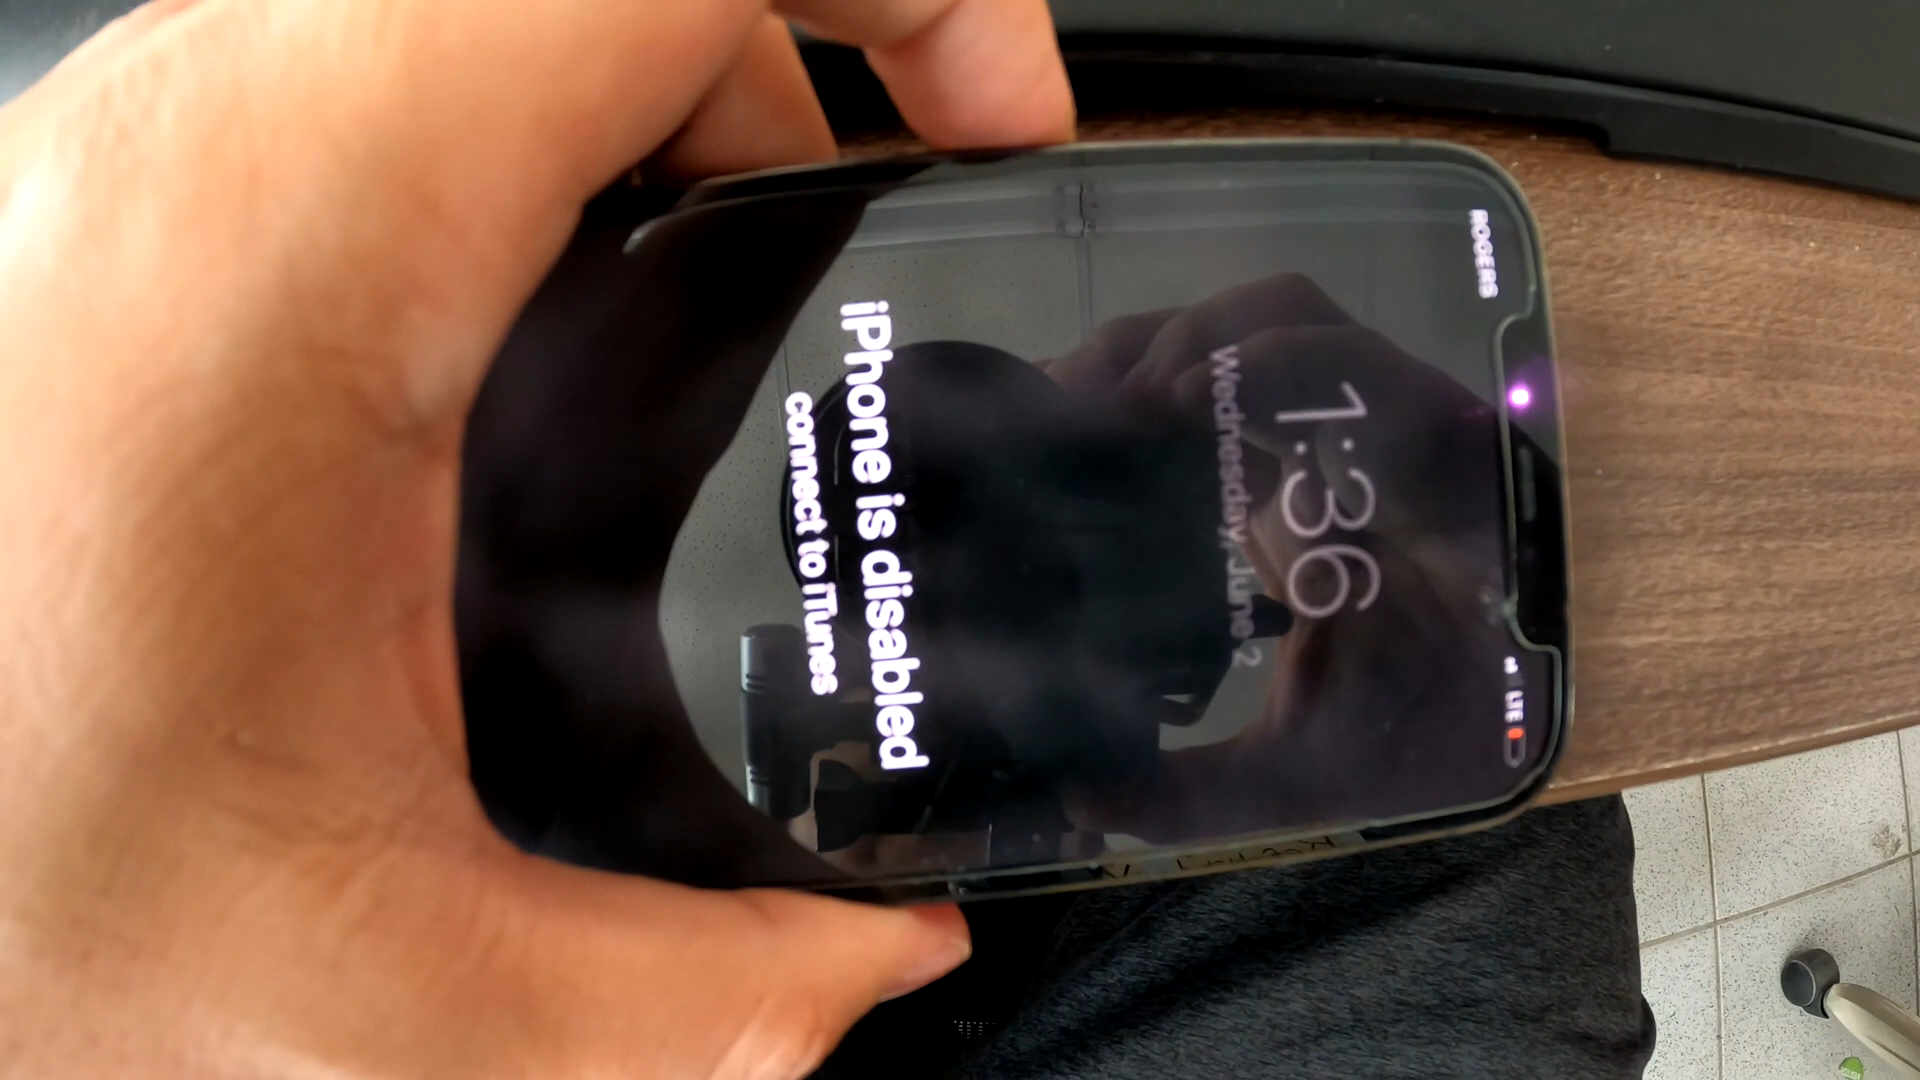 ROGERS
LTE
1:36
Wednesday, June 2
iPhone is disabled
connect to iTunes